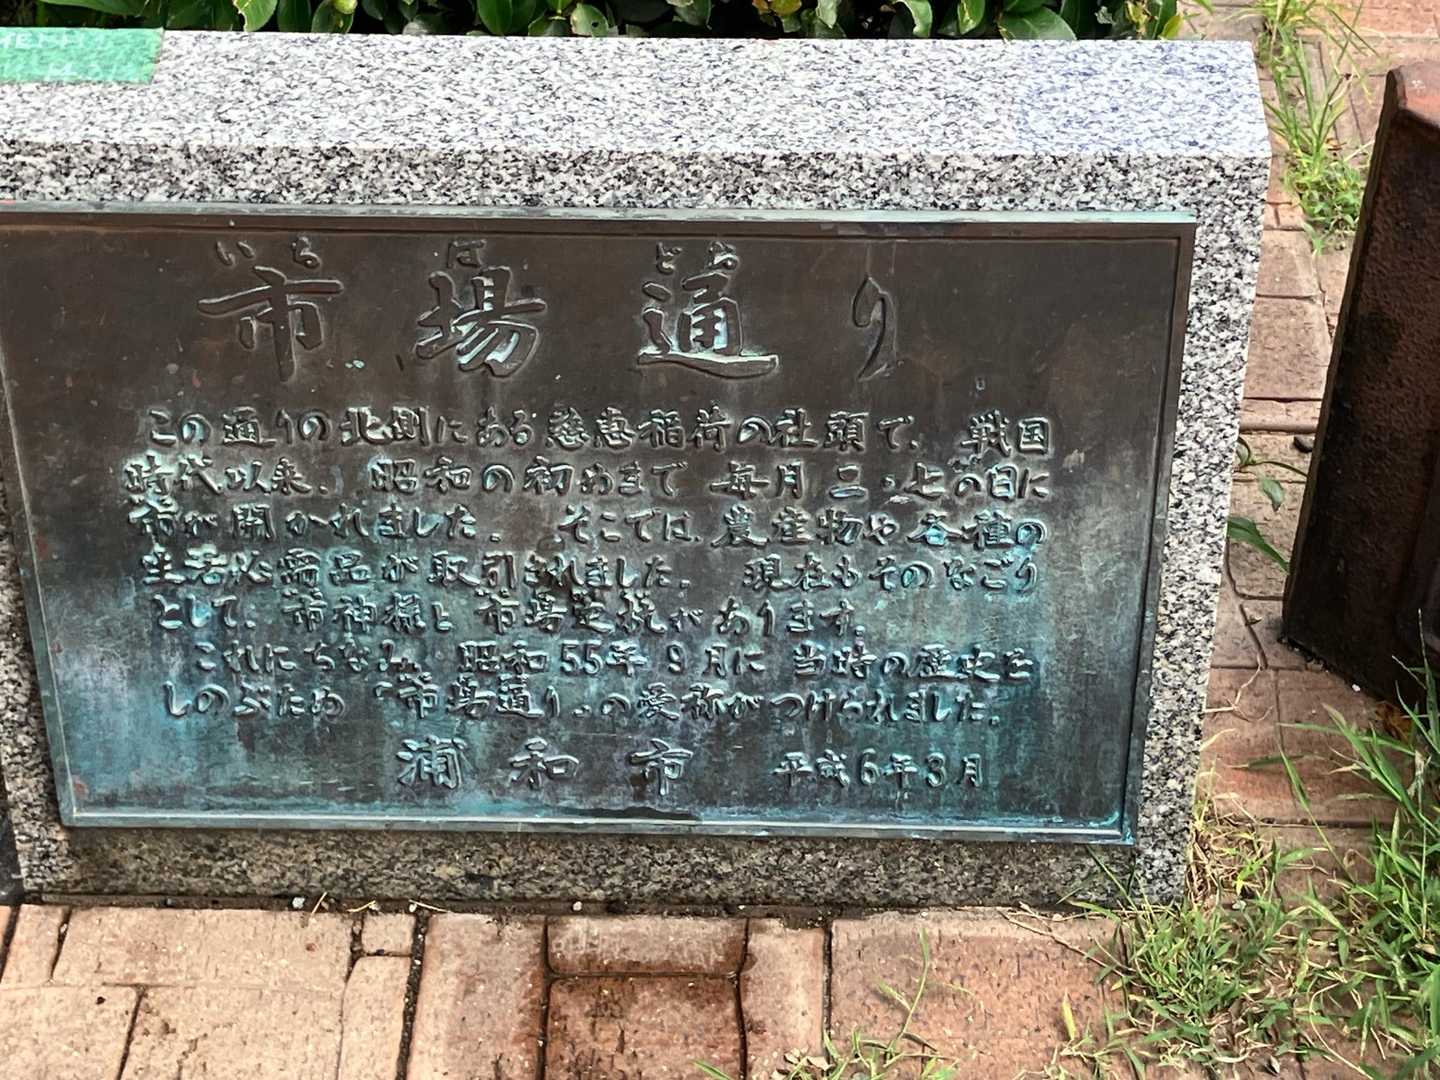 いち ば どお
市場通り
この通りの北側にある慈恵稲荷の社頭で、戦国
時代以来、昭和の初めまで 毎月 二・七の日に
市が開かれました。 そこでは、農産物や各種の
生活必需品が取引されました。 現在もそのなごり
として、市神様と 市場定杭があります。
これにちなみ、昭和55年9月に 当時の歴史を
しのぶため 「市場通り」の愛称がつけられました。
浦和市 平成6年3月